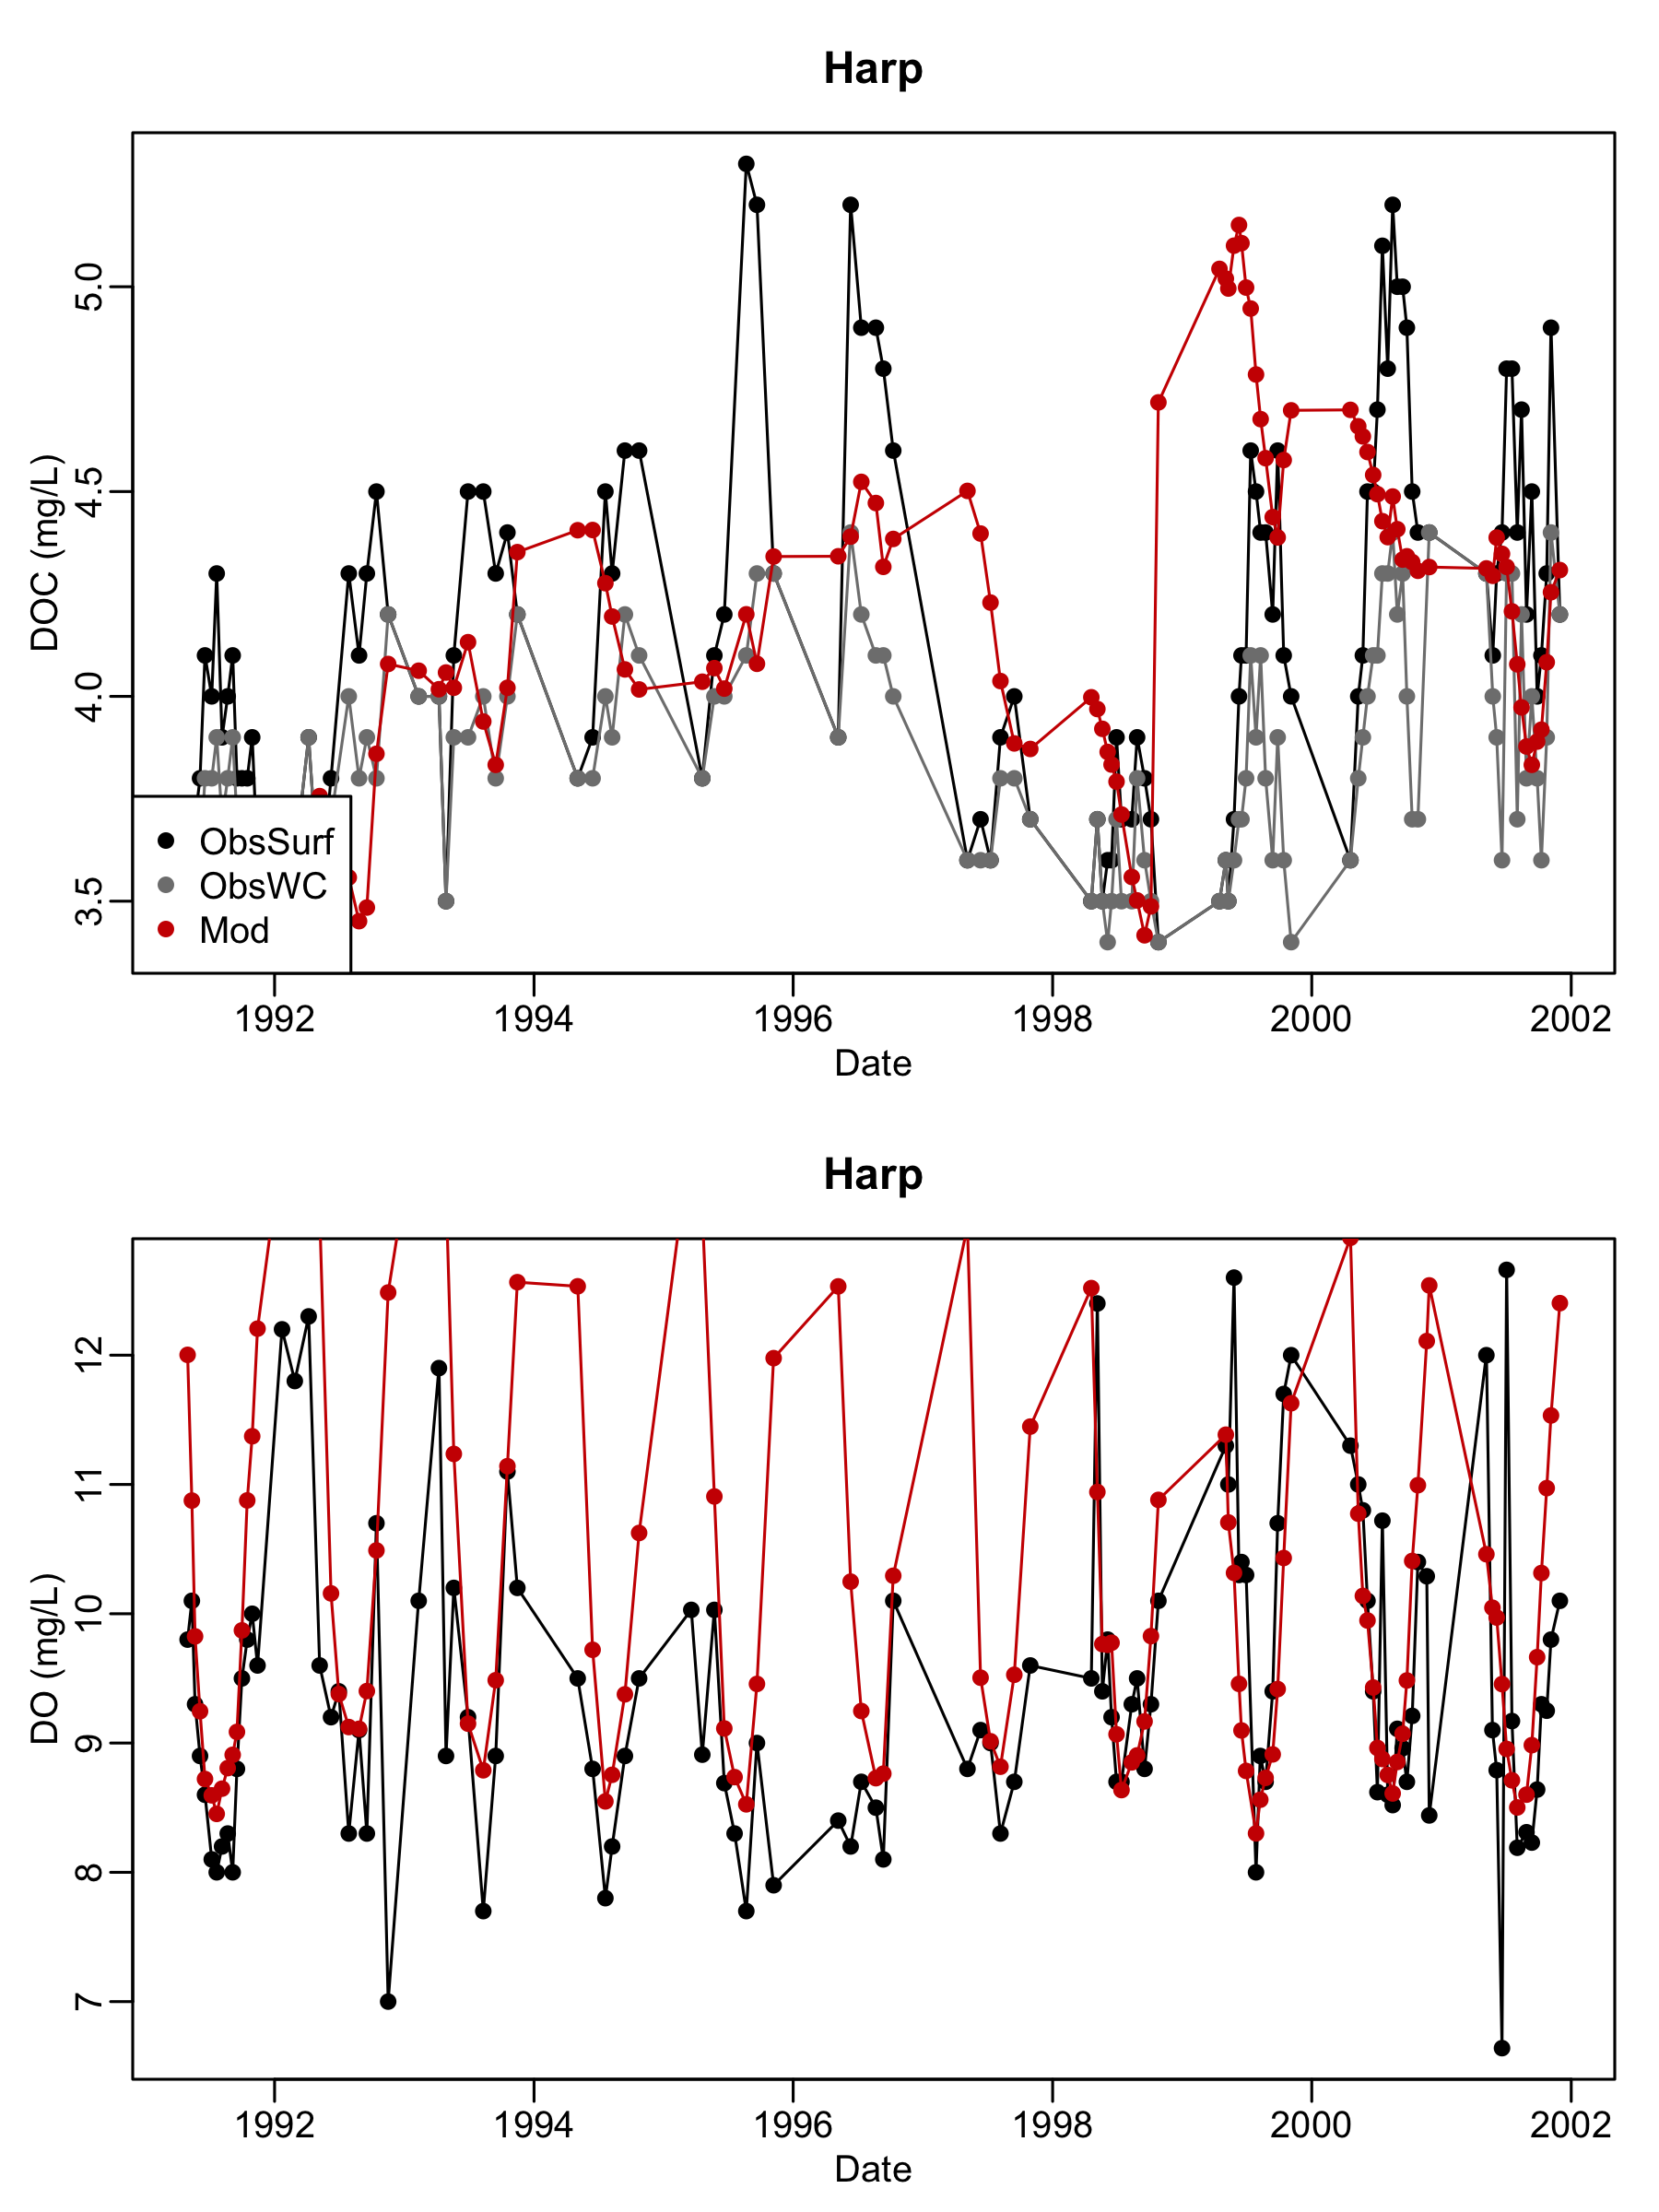 Harp
DOC (mg/L)
5.0
4.5
4.0
3.5
ObsSurf
ObsWC
Mod
1992 1994 1996 1998 2000 2002
Date
Harp
DO (mg/L)
12
11
10
9
8
7
1992 1994 1996 1998 2000 2002
Date